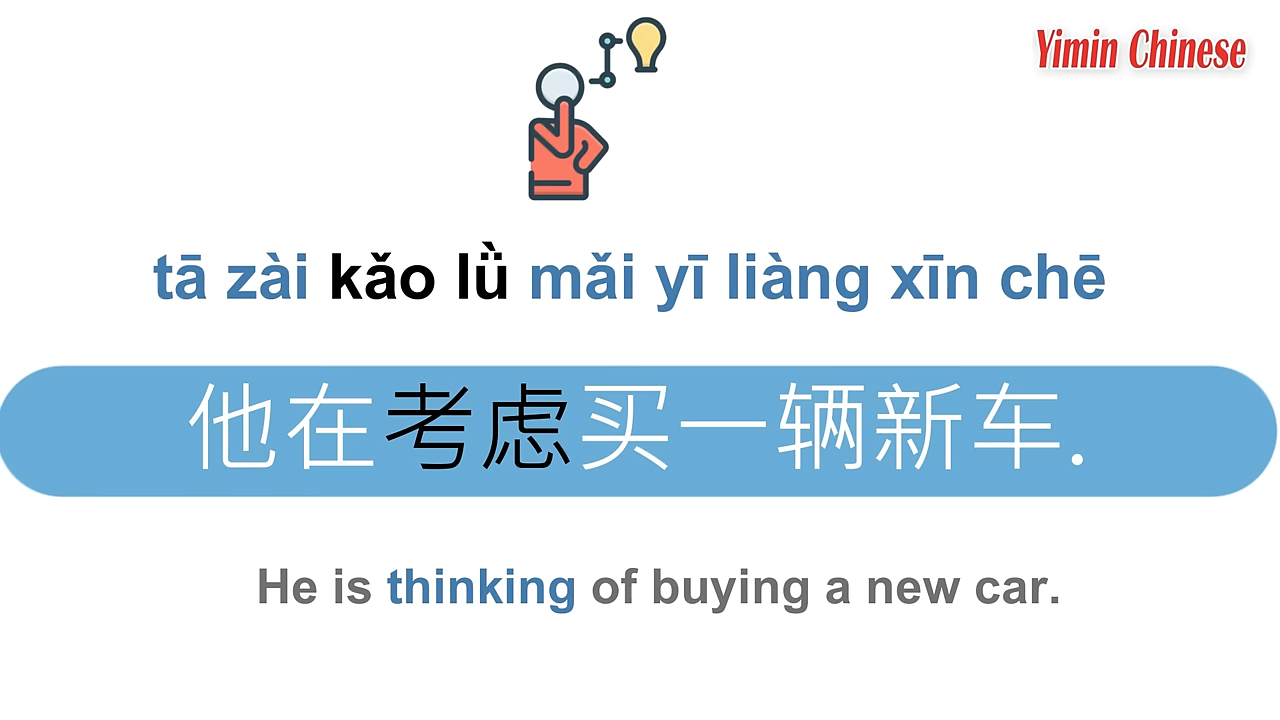 Yimin Chinese
tā zài kǎo lǜ mǎi yī liàng xīn chē
他在考虑买一辆新车.
He is thinking of buying a new car.